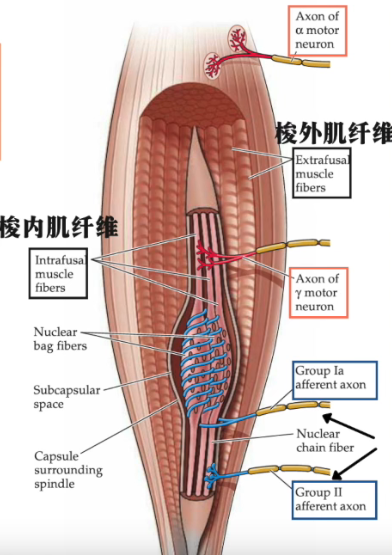 Axon of
α motor
neuron
梭外肌纤维
Extrafusal
muscle
fibers
梭内肌纤维
Intrafusal
muscle
fibers
Axon of
γ motor
neuron
Nuclear
bag fibers
Group Ia
afferent axon
Subcapsular
space
Nuclear
chain fiber
Capsule
surrounding
spindle
Group II
afferent axon